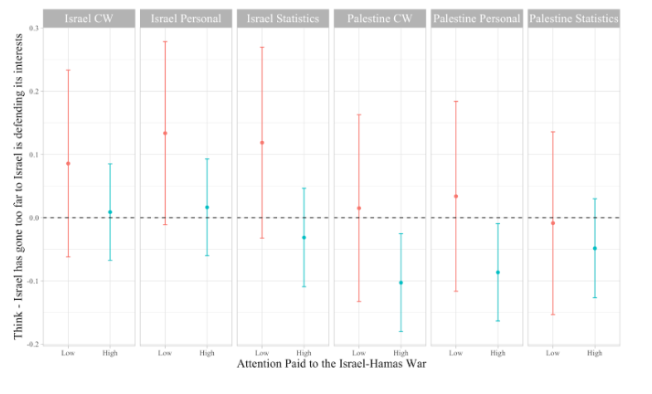 Israel CW Israel Personal Israel Statistics Palestine CW Palestine Personal Palestine Statistics
Think - Israel has gone too far to Israel is defending its interests
0.3
0.2
0.1
0.0
-0.1
-0.2
Low High Low High Low High Low High Low High Low High
Attention Paid to the Israel-Hamas War